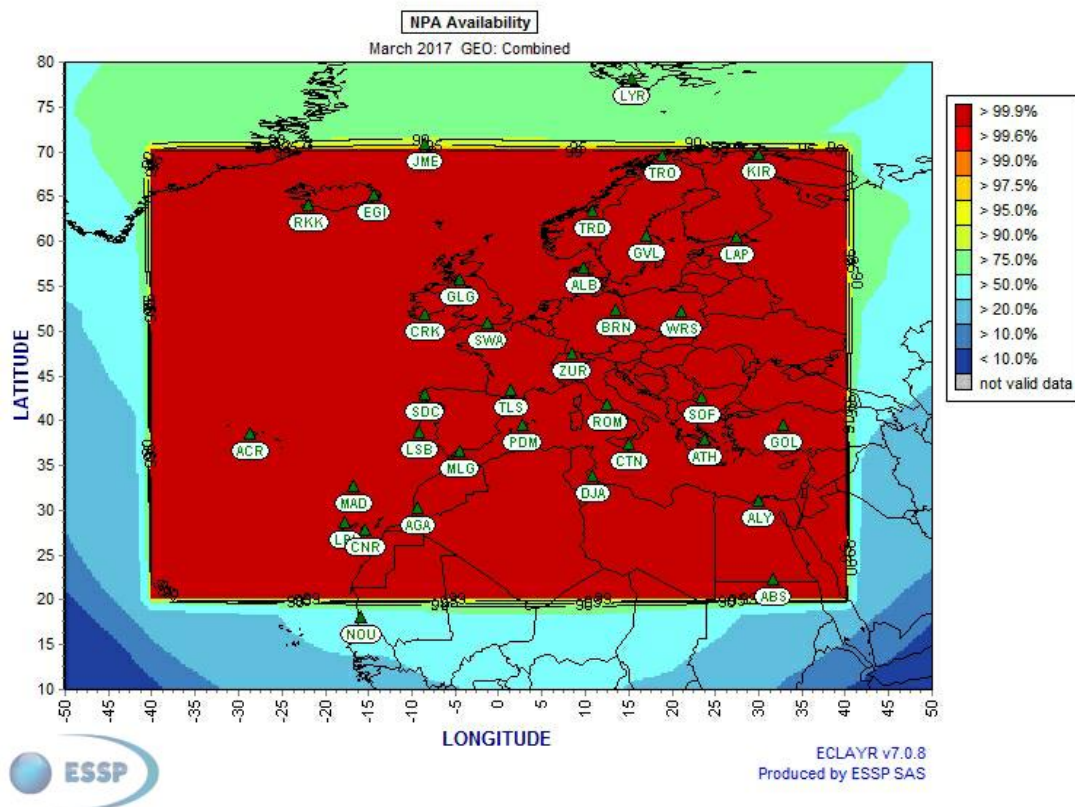 NPA Availability
March 2017 GEO: Combined
LATITUDE
80
75
70
65
60
55
50
45
40
35
30
25
20
15
10
LYR
JME
TRO
KIR
RKK
EGI
TRD
GVL
LAP
GLG
ALB
CRK
SWA
BRN
WRS
ZUR
SDC
TLS
ROM
SOF
ACR
LSB
MLG
PDM
CTN
ATH
GOL
MAD
AGA
DJA
ALY
CNR
ABS
NOU
> 99.9%
> 99.6%
> 99.0%
> 97.5%
> 95.0%
> 90.0%
> 75.0%
> 50.0%
> 20.0%
> 10.0%
< 10.0%
not valid data
-50 -45 -40 -35 -30 -25 -20 -15 -10 -5 0 5 10 15 20 25 30 35 40 45 50
LONGITUDE
ESSP
ECLAYR v7.0.8
Produced by ESSP SAS